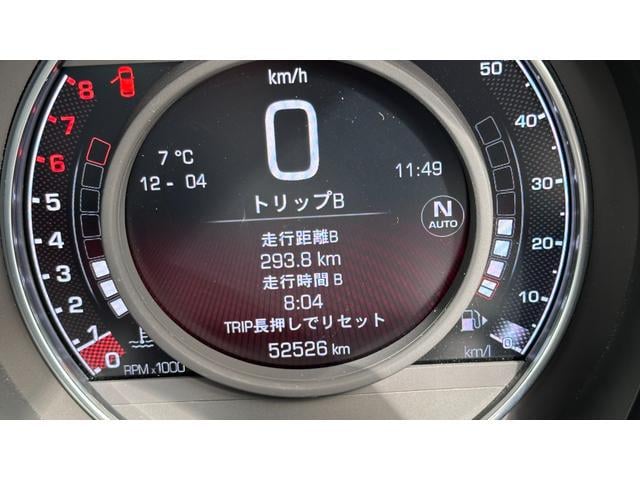 km/h
0
7 °C
12 - 04
11:49
トリップB
N
AUTO
走行距離B
293.8 km
走行時間 B
8:04
TRIP長押しでリセット
52526 km
8
7
6
5
4
3
2
1
0
RPM x1000
50
40
30
20
10
0
km/l